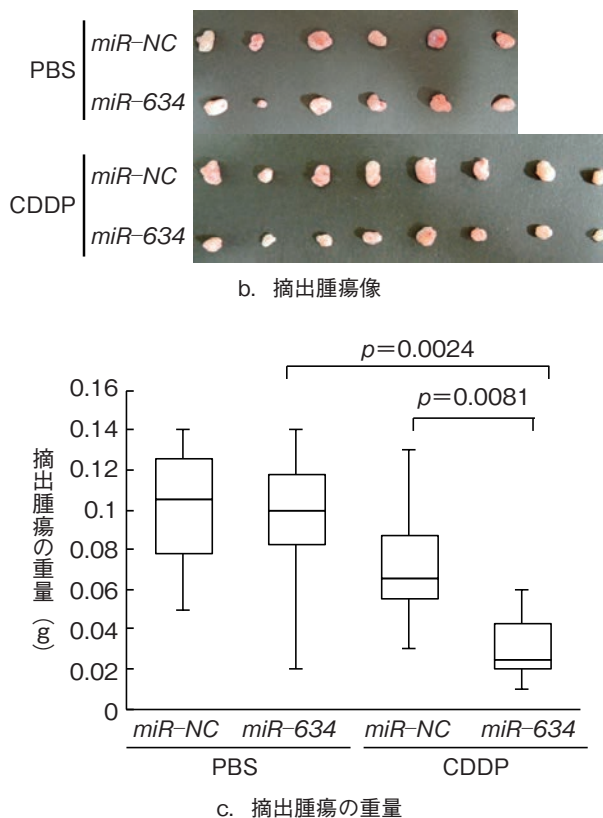 PBS
miR-NC
miR-634
CDDP
miR-NC
miR-634
b. 摘出腫瘍像
p=0.0024
p=0.0081
摘出腫瘍の重量(g)
0.16
0.14
0.12
0.1
0.08
0.06
0.04
0.02
0
miR-NC miR-634 miR-NC miR-634
PBS CDDP
c. 摘出腫瘍の重量